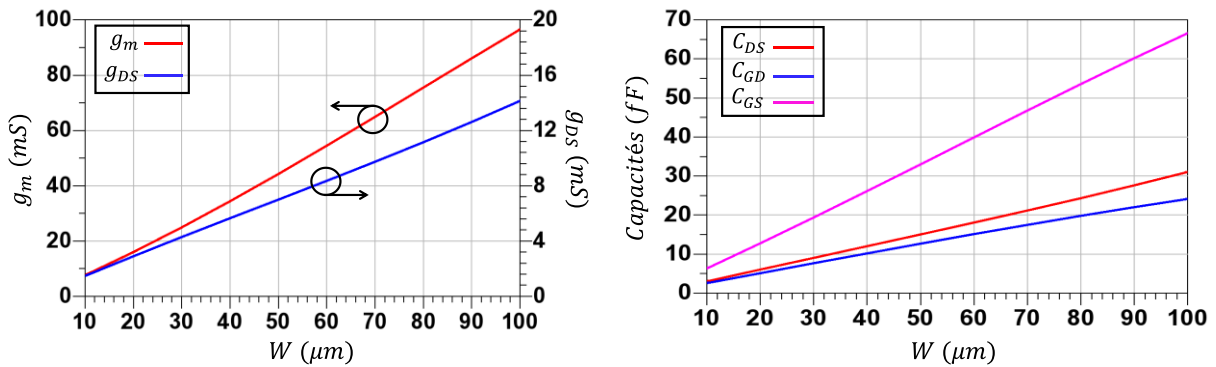 100
80
60
40
20
0
g_m (mS)
g_m
g_DS
20
16
12
8
4
0
g_DS (mS)
10 20 30 40 50 60 70 80 90 100
W (μm)
70
60
50
40
30
20
10
0
Capacités (fF)
C_DS
C_GD
C_GS
10 20 30 40 50 60 70 80 90 100
W (μm)